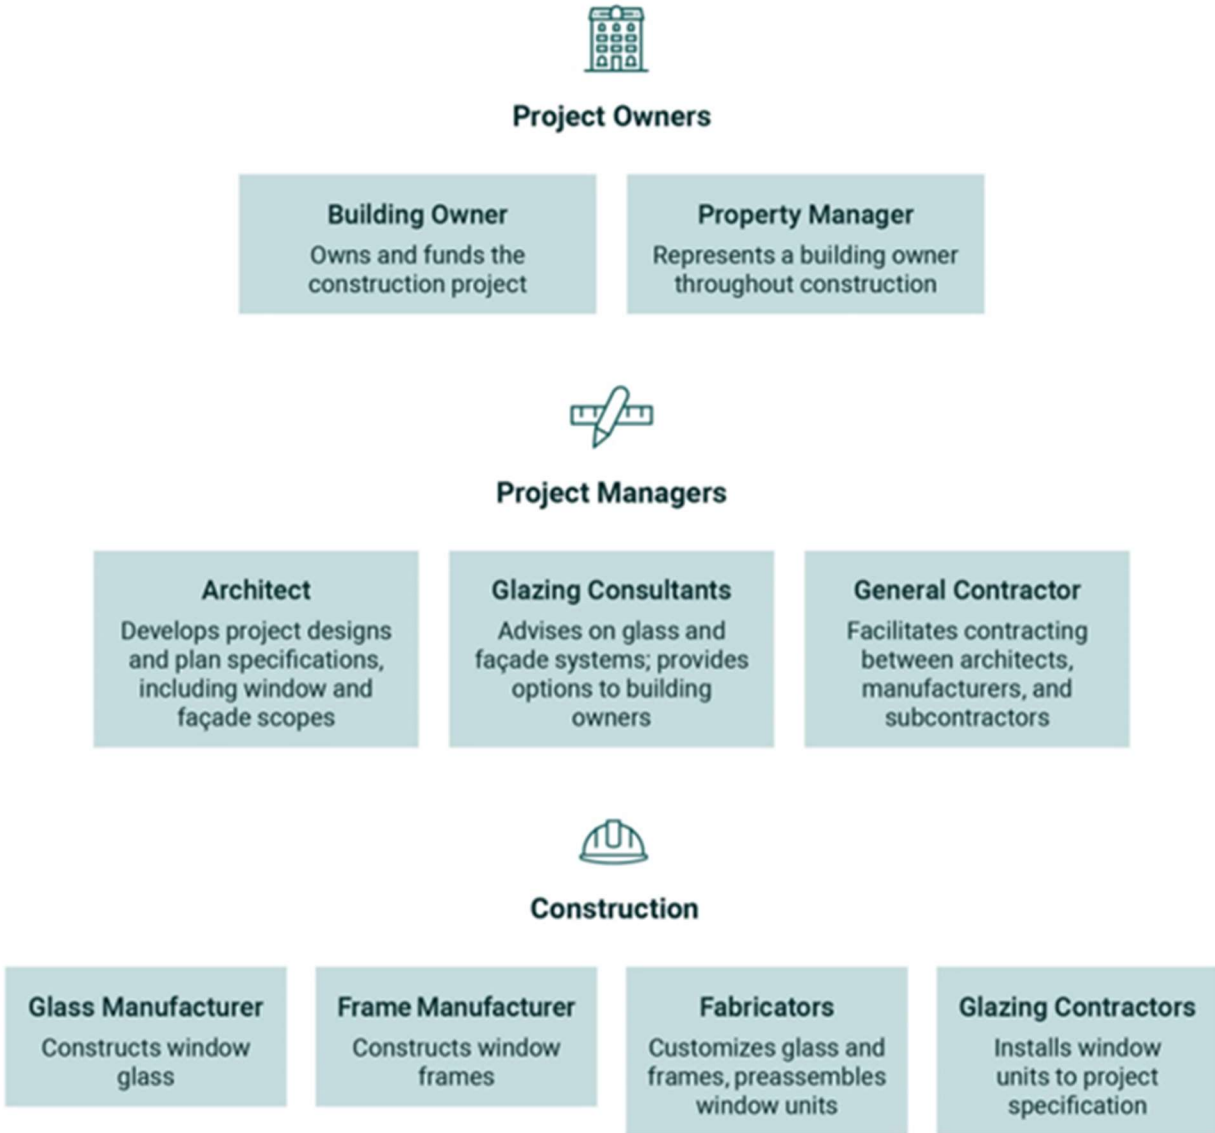 Project Owners
Building Owner
Owns and funds the
construction project
Property Manager
Represents a building owner
throughout construction
Project Managers
Architect
Develops project designs
and plan specifications,
including window and
façade scopes
Glazing Consultants
Advises on glass and
façade systems; provides
options to building
owners
General Contractor
Facilitates contracting
between architects,
manufacturers, and
subcontractors
Construction
Glass Manufacturer
Constructs window
glass
Frame Manufacturer
Constructs window
frames
Fabricators
Customizes glass and
frames, preassembles
window units
Glazing Contractors
Installs window
units to project
specification